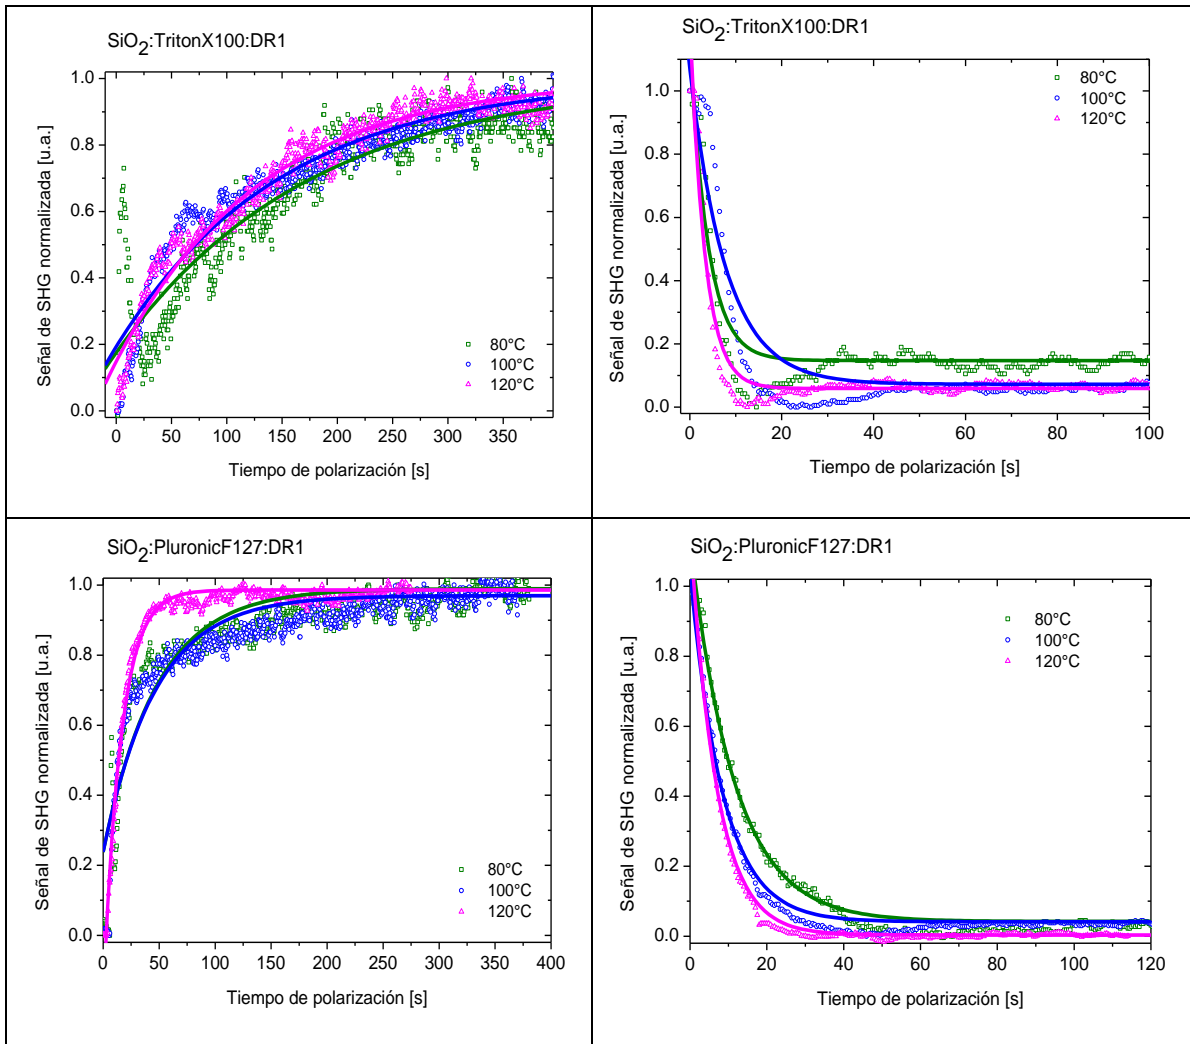 SiO2:TritonX100:DR1
Señal de SHG normalizada [u.a.]
1.0
0.8
0.6
0.4
0.2
0.0
80°C
100°C
120°C
0 50 100 150 200 250 300 350
Tiempo de polarización [s]
SiO2:TritonX100:DR1
Señal de SHG normalizada [u.a.]
1.0
0.8
0.6
0.4
0.2
0.0
80°C
100°C
120°C
0 20 40 60 80 100
Tiempo de polarización [s]
SiO2:PluronicF127:DR1
Señal de SHG normalizada [u.a.]
1.0
0.8
0.6
0.4
0.2
0.0
80°C
100°C
120°C
0 50 100 150 200 250 300 350 400
Tiempo de polarización [s]
SiO2:PluronicF127:DR1
Señal de SHG normalizada [u.a.]
1.0
0.8
0.6
0.4
0.2
0.0
80°C
100°C
120°C
0 20 40 60 80 100 120
Tiempo de polarización [s]